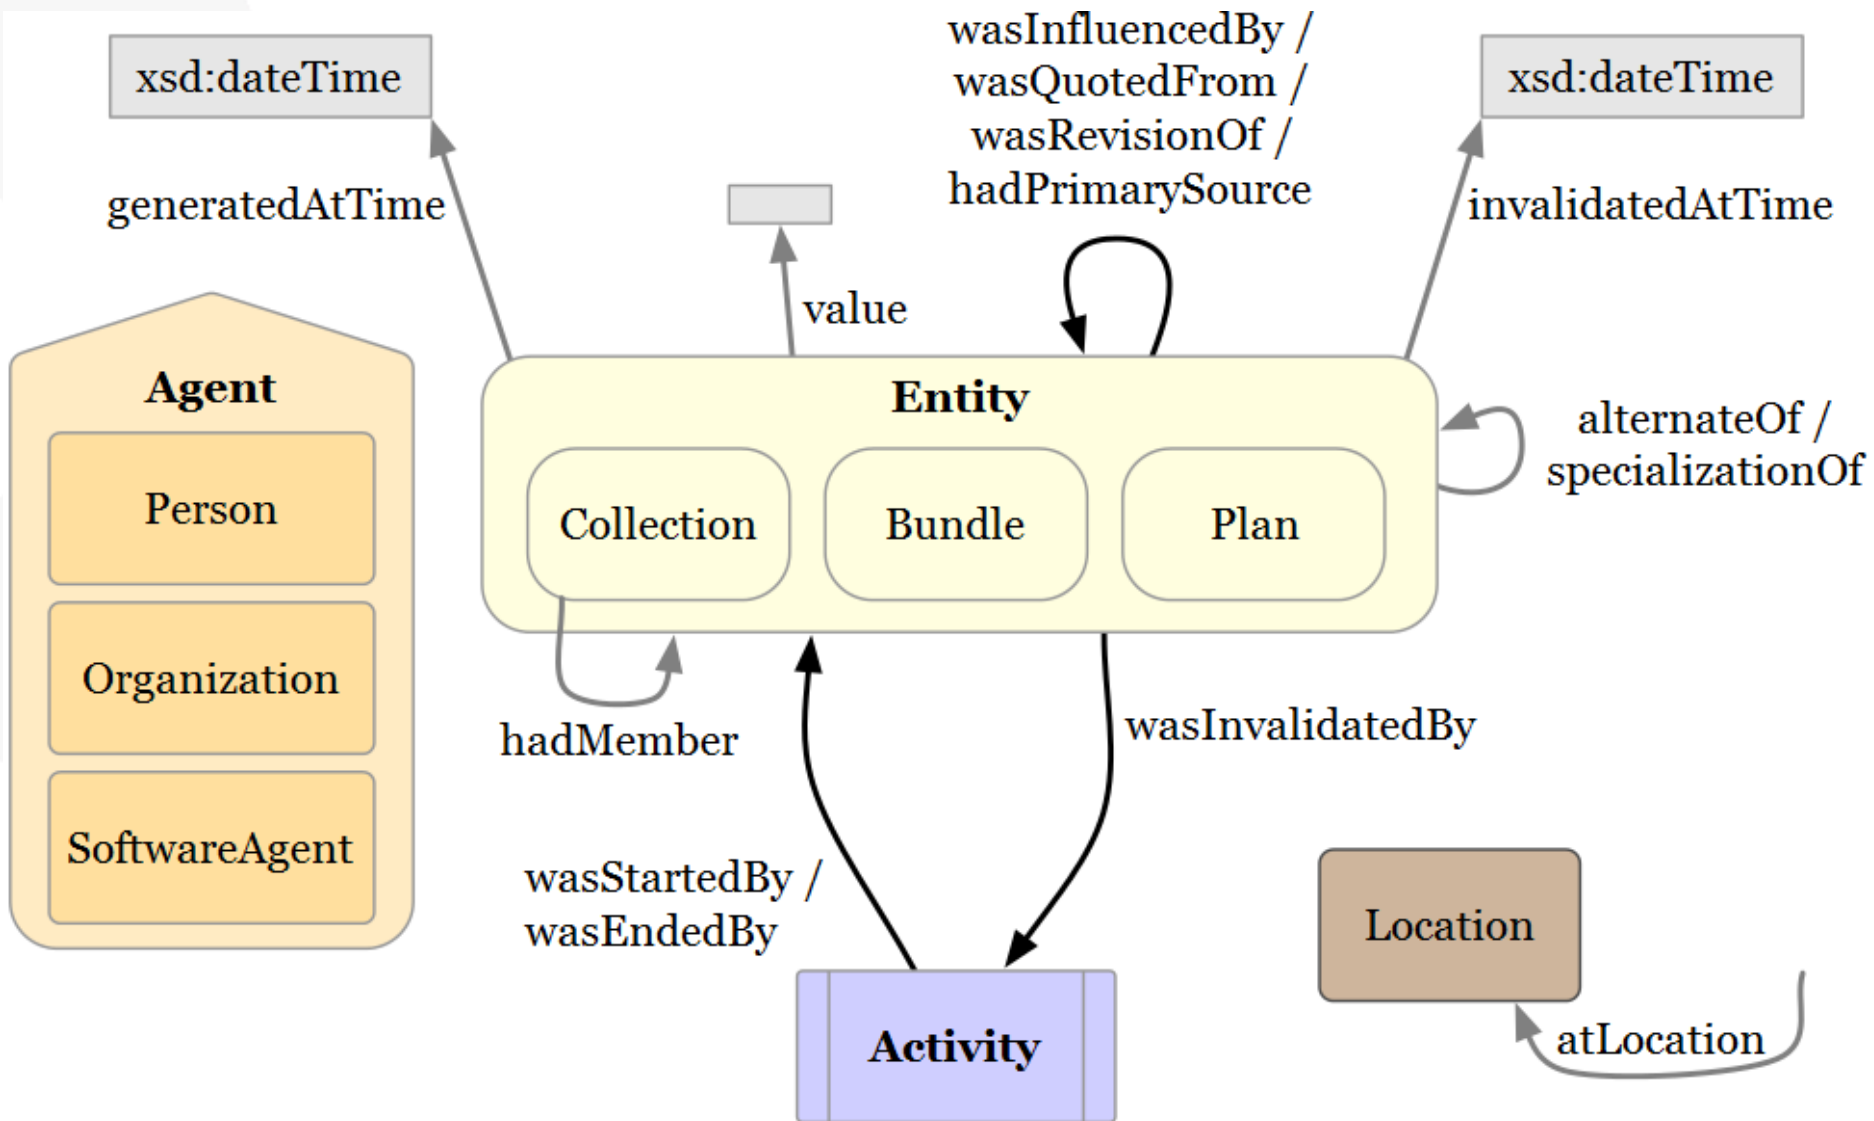 xsd:dateTime
wasInfluencedBy /
wasQuotedFrom /
wasRevisionOf /
hadPrimarySource
xsd:dateTime
generatedAtTime
invalidatedAtTime
value
Agent
Person
Organization
SoftwareAgent
Entity
Collection
Bundle
Plan
alternateOf /
specializationOf
hadMember
wasInvalidatedBy
wasStartedBy /
wasEndedBy
Activity
Location
atLocation